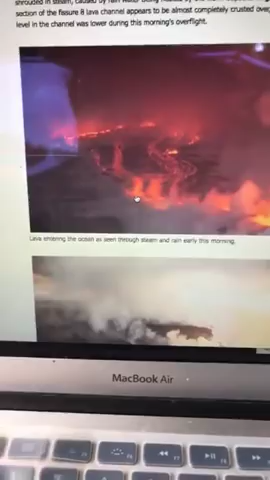 shrouded in steam, caused by rain water
section of the fissure 8 lava channel appears to be almost completely crusted over,
level in the channel was lower during this morning's overflight.
Lava entering the ocean as seen through steam and rain early this morning.
MacBook Air